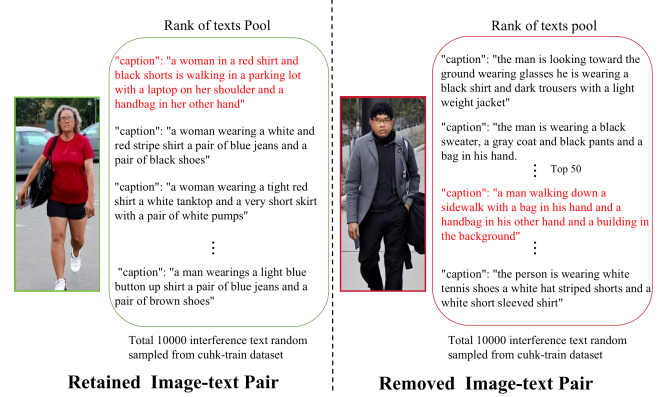 Rank of texts Pool
"caption": "a woman in a red shirt and
black shorts is walking in a parking lot
with a laptop on her shoulder and a
handbag in her other hand"
"caption": "a woman wearing a white and
red stripe shirt a pair of blue jeans and a
pair of black shoes"
"caption": "a woman wearing a tight red
shirt a white tanktop and a very short skirt
with a pair of white pumps"
"caption": "a man wearings a light blue
button up shirt a pair of blue jeans and a
pair of brown shoes"
Total 10000 interference text random
sampled from cuhk-train dataset
Retained Image-text Pair
Rank of texts pool
"caption": "the man is looking toward the
ground wearing glasses he is wearing a
black shirt and dark trousers with a light
weight jacket"
"caption": "the man is wearing a black
sweater, a gray coat and black pants and a
bag in his hand.
Top 50
"caption": "a man walking down a
sidewalk with a bag in his hand and a
handbag in his other hand and a building in
the background"
"caption": "the person is wearing white
tennis shoes a white hat striped shorts and a
white short sleeved shirt"
Total 10000 interference text random
sampled from cuhk-train dataset
Removed Image-text Pair